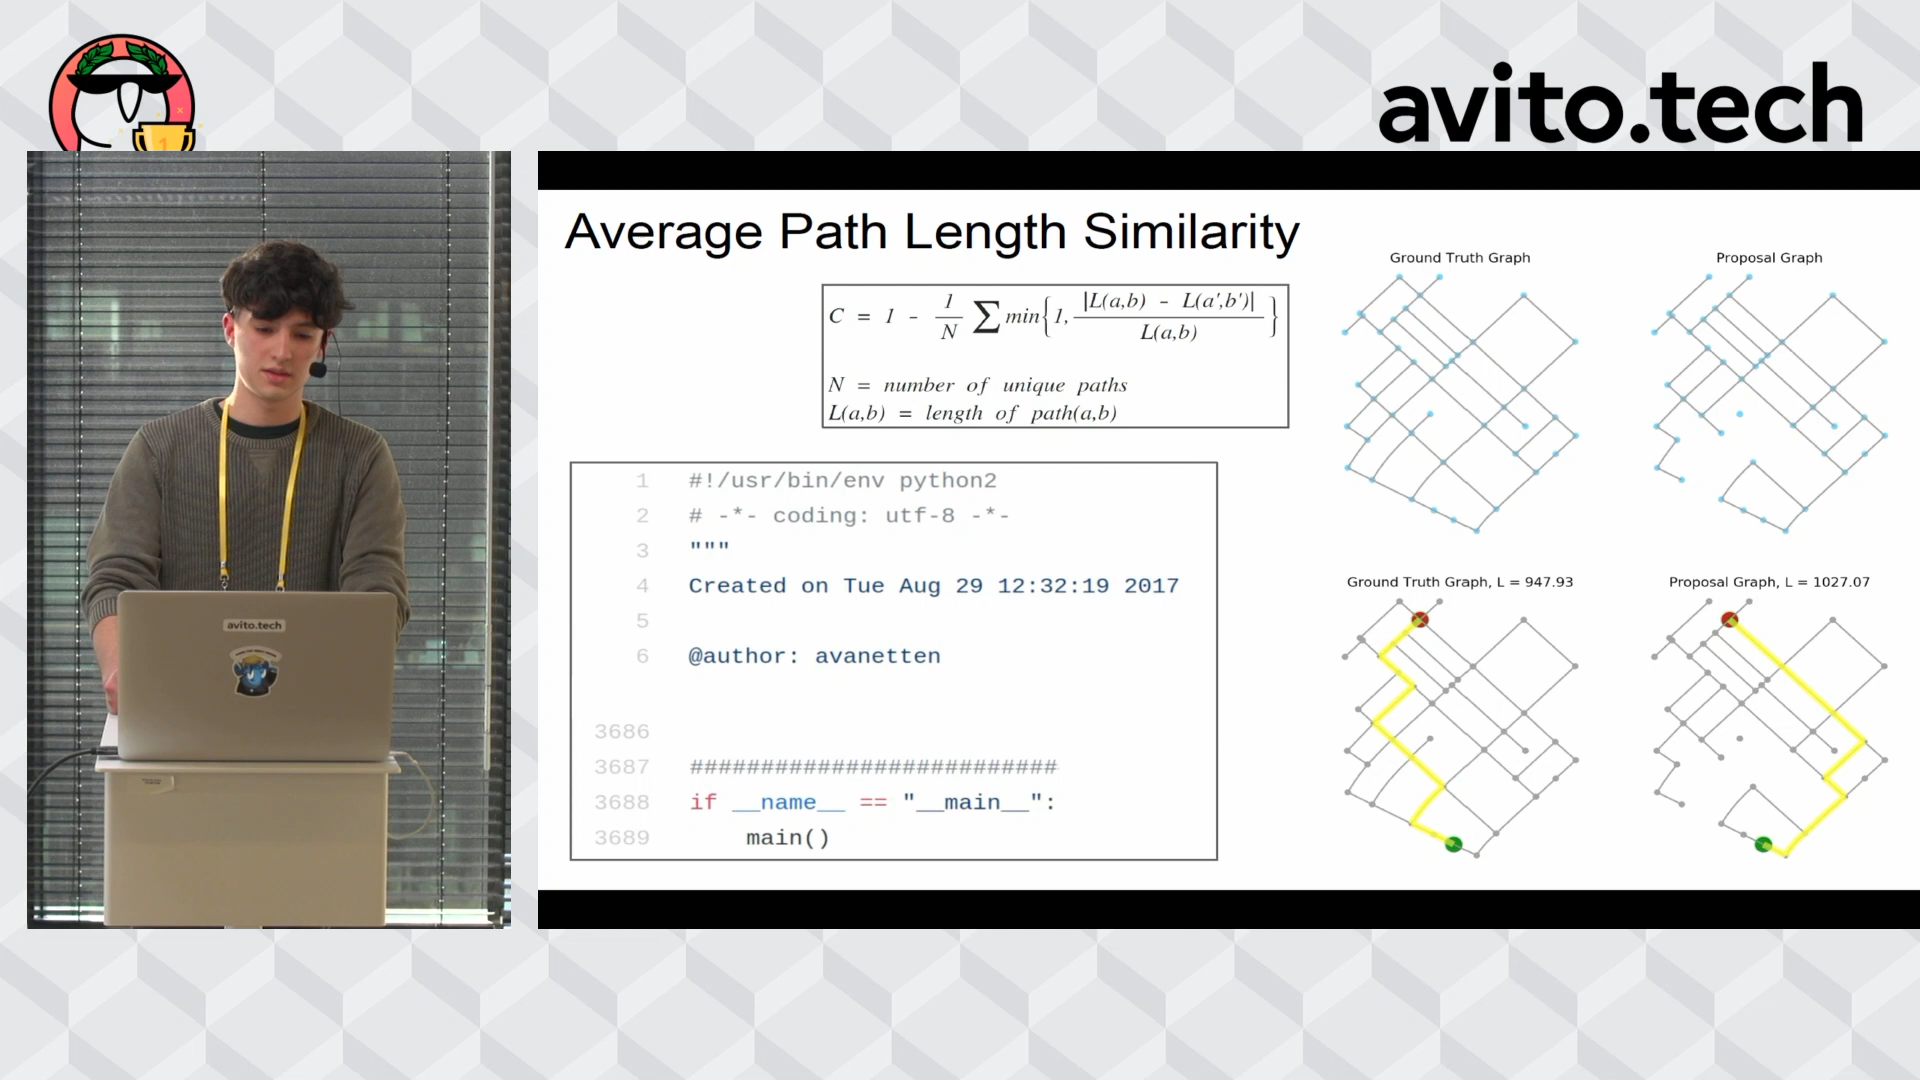 avito.tech
Average Path Length Similarity
C = 1 - 1/N ∑ min{1, |L(a,b) - L(a',b')| / L(a,b)}
N = number of unique paths
L(a,b) = length of path(a,b)
1 #!/usr/bin/env python2
2 # -*- coding: utf-8 -*-
3 """
4 Created on Tue Aug 29 12:32:19 2017
5
6 @author: avanetten
3686
3687 ##########################
3688 if __name__ == "__main__":
3689 main()
Ground Truth Graph
Proposal Graph
Ground Truth Graph, L = 947.93
Proposal Graph, L = 1027.07
avito.tech
1